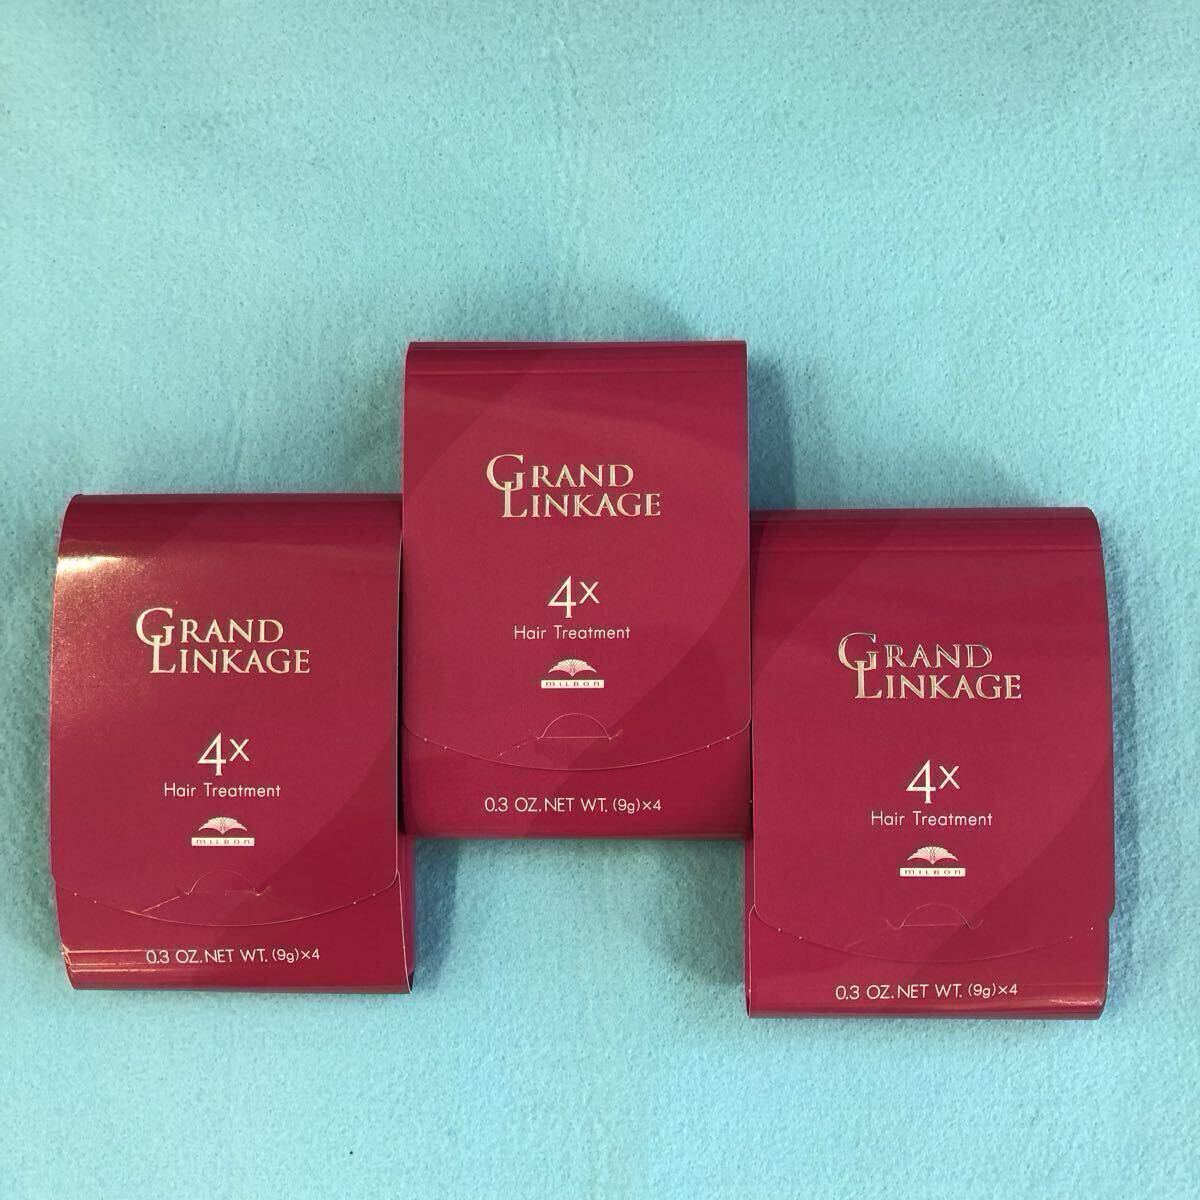 GRAND
LINKAGE
4x
Hair Treatment
MILBON
0.3 OZ.NET WT. (9g)×4
GRAND
LINKAGE
4x
Hair Treatment
MILBON
0.3 OZ.NET WT. (9g)×4
GRAND
LINKAGE
4x
Hair Treatment
MILBON
0.3 OZ.NET WT. (9g)×4